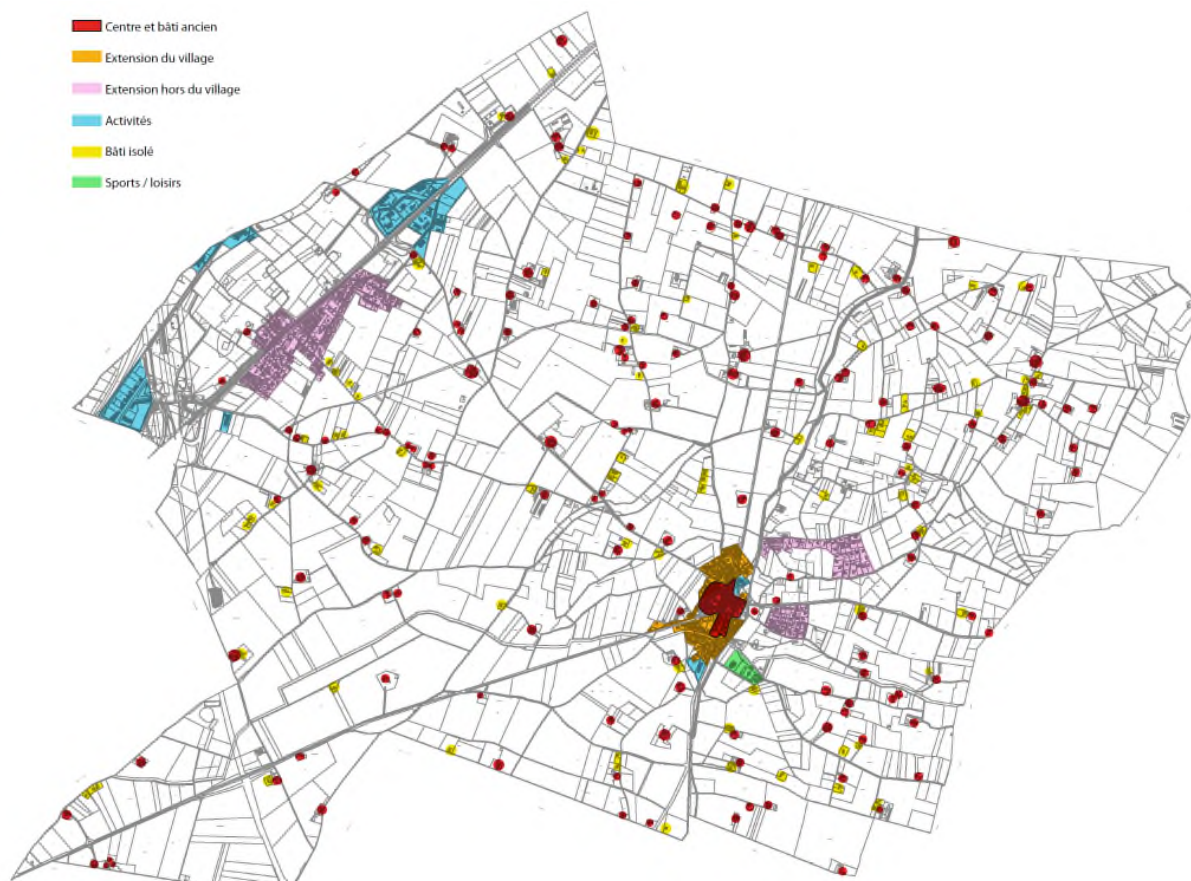 Centre et bâti ancien
Extension du village
Extension hors du village
Activités
Bâti isolé
Sports / loisirs